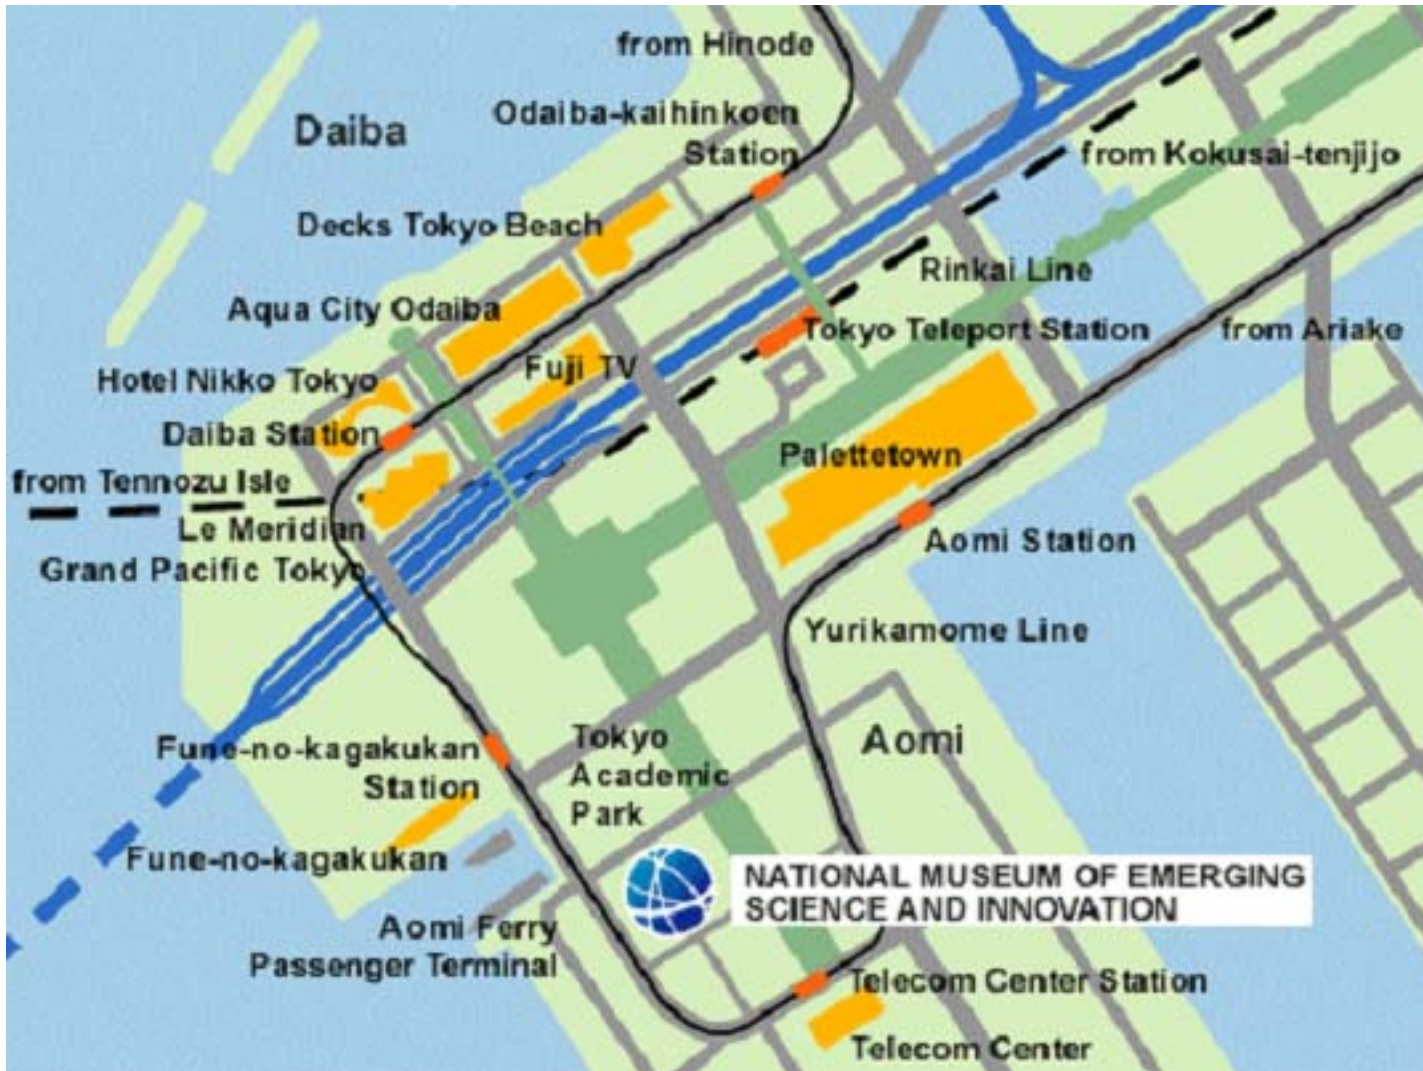 from Hinode
Odaiba-kaihinkoen
Station
Daiba
from Kokusai-tenjijo
Decks Tokyo Beach
Rinkai Line
Aqua City Odaiba
Tokyo Teleport Station
from Ariake
Fuji TV
Hotel Nikko Tokyo
Daiba Station
Palettetown
from Tennozu Isle
Le Meridian
Grand Pacific Tokyo
Aomi Station
Yurikamome Line
Aomi
Fune-no-kagakukan
Station
Tokyo
Academic
Park
Fune-no-kagakukan
NATIONAL MUSEUM OF EMERGING
SCIENCE AND INNOVATION
Aomi Ferry
Passenger Terminal
Telecom Center Station
Telecom Center